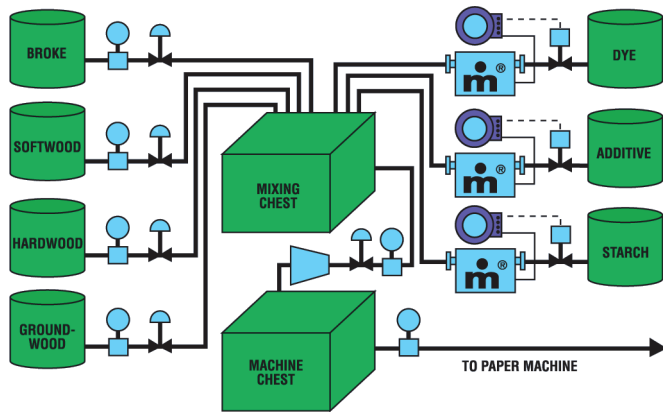 BROKE
DYE
m®
SOFTWOOD
ADDITIVE
m®
MIXING
CHEST
HARDWOOD
STARCH
m®
GROUND-
WOOD
MACHINE
CHEST
TO PAPER MACHINE